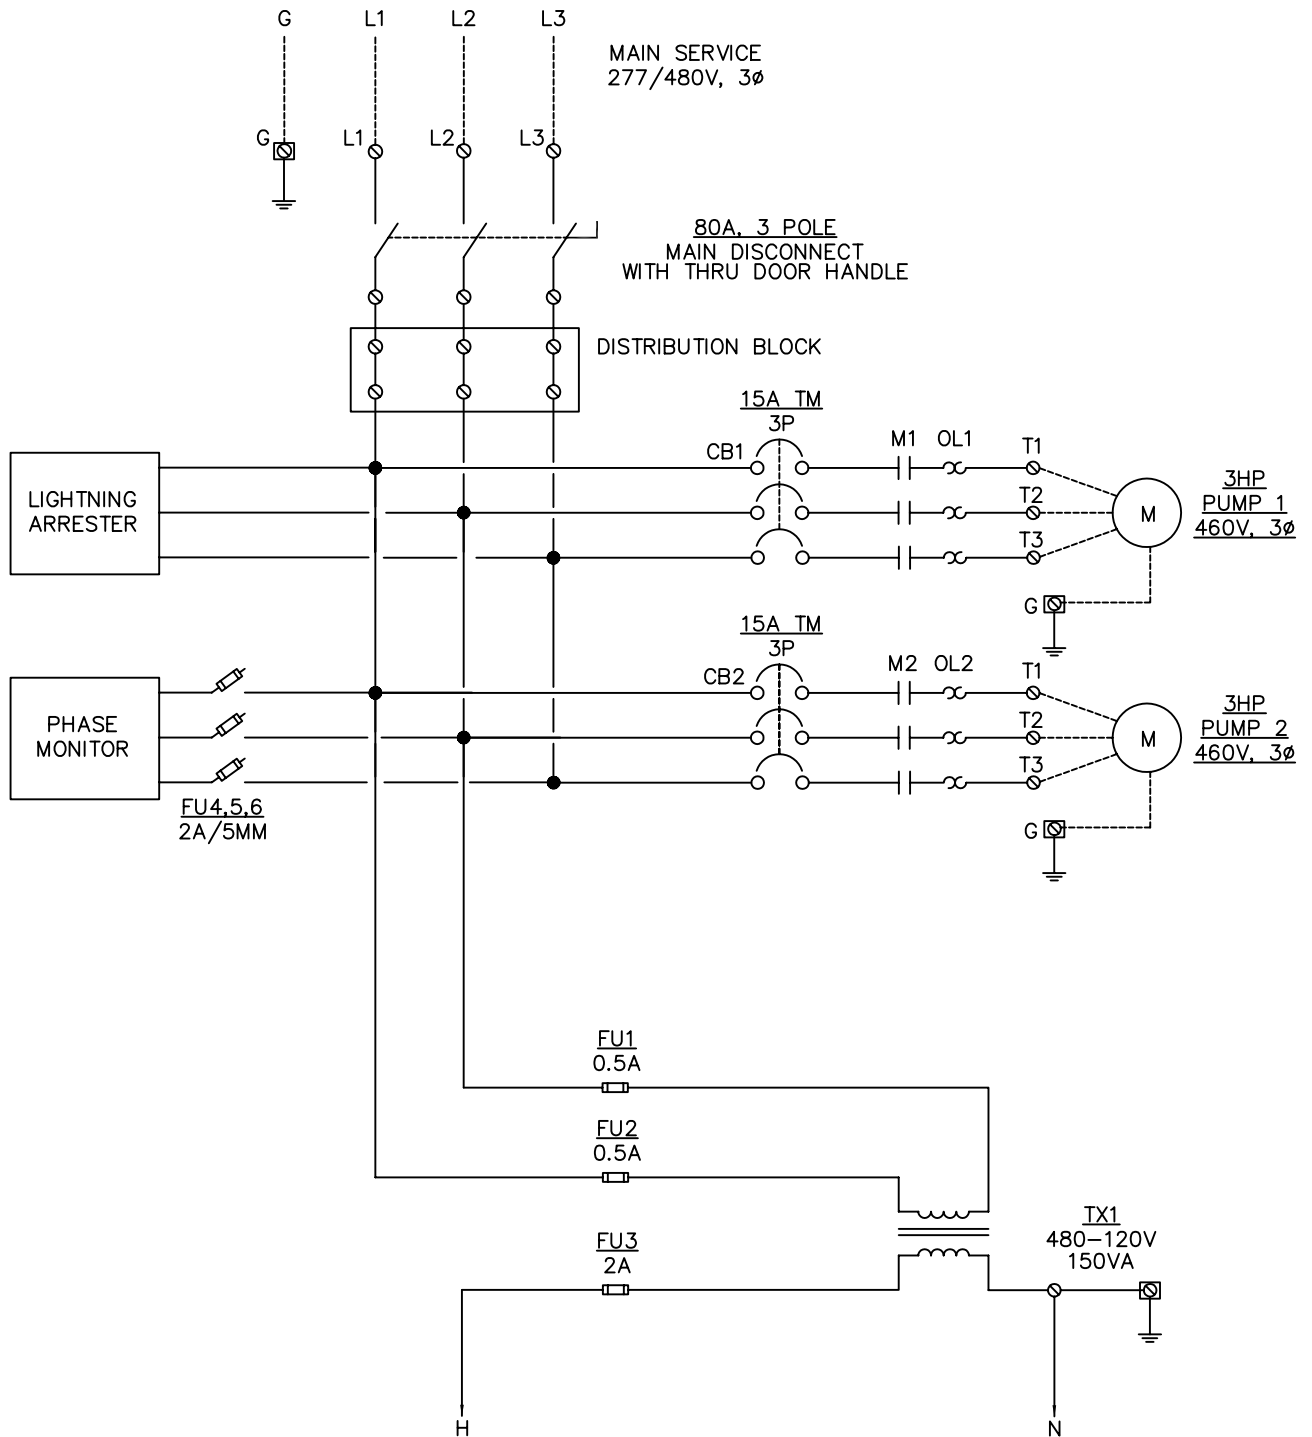 G L1 L2 L3
MAIN SERVICE
277/480V, 3ø
G L1 L2 L3
80A, 3 POLE
MAIN DISCONNECT
WITH THRU DOOR HANDLE
DISTRIBUTION BLOCK
15A TM
3P
CB1 M1 OL1 T1
T2
T3
LIGHTNING
ARRESTER
M
3HP
PUMP 1
460V, 3ø
G
15A TM
3P
CB2 M2 OL2 T1
T2
T3
PHASE
MONITOR
M
3HP
PUMP 2
460V, 3ø
FU4,5,6
2A/5MM
G
FU1
0.5A
FU2
0.5A
FU3
2A
TX1
480-120V
150VA
H N